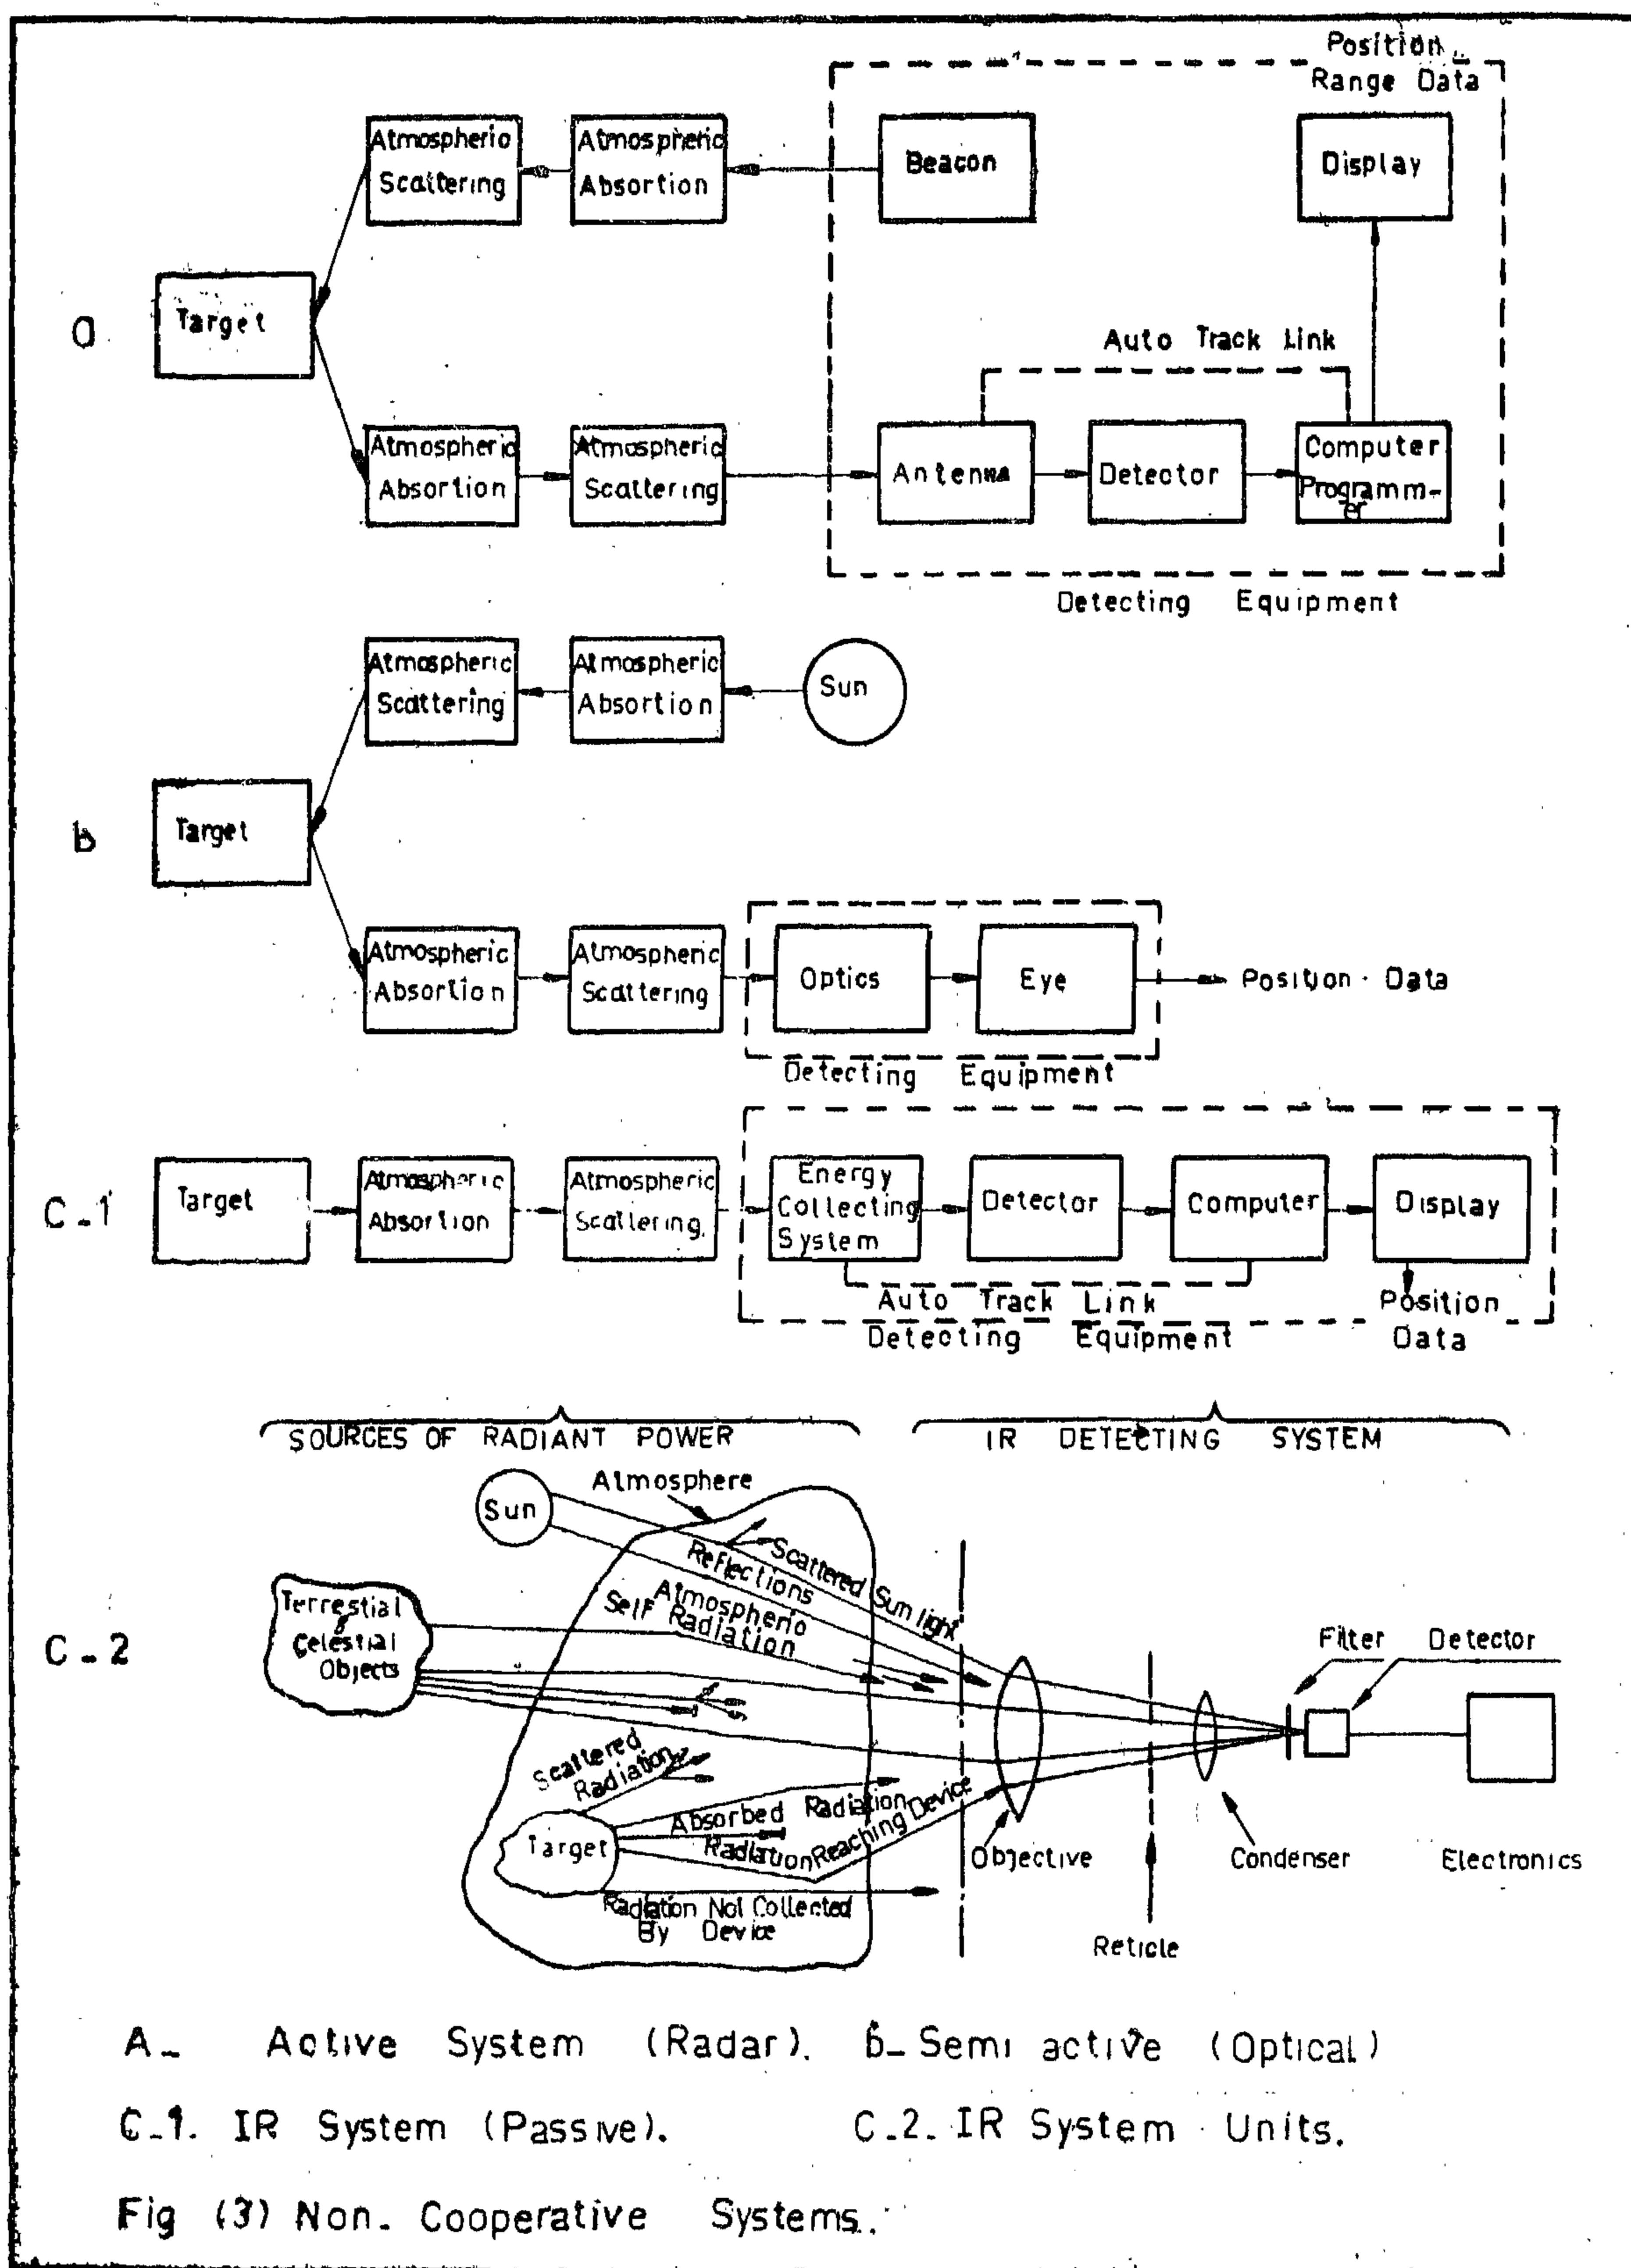 Position
Range Data
Atmospheric
Scattering
Atmospheric
Absortion
Beacon
Display
a
Target
Auto Track Link
Atmospheric
Absortion
Atmospheric
Scattering
Antenna
Detector
Computer
Programm-
er
Detecting Equipment
Atmospheric
Scattering
Atmospheric
Absortion
Sun
b
Target
Atmospheric
Absortion
Atmospheric
Scattering
Optics
Eye
Position Data
Detecting Equipment
C-1
Target
Atmospheric
Absortion
Atmospheric
Scattering
Energy
Collecting
System
Detector
Computer
Display
Auto Track Link
Position
Data
Detecting Equipment
SOURCES OF RADIANT POWER
IR DETECTING SYSTEM
Atmosphere
Sun
Scattered Sun light
Reflections
Atmospheric
Self Radiation
Terrestial
&
Celestial
Objects
C-2
Filter
Detector
Scattered
Radiation
Absorbed Radiation
Radiation Reaching Device
Target
Radiation Not Collected
By Device
Objective
Condenser
Electronics
Reticle
A- Active System (Radar). b- Semi active (Optical)
C-1. IR System (Passive). C-2- IR System Units.
Fig (3) Non- Cooperative Systems.